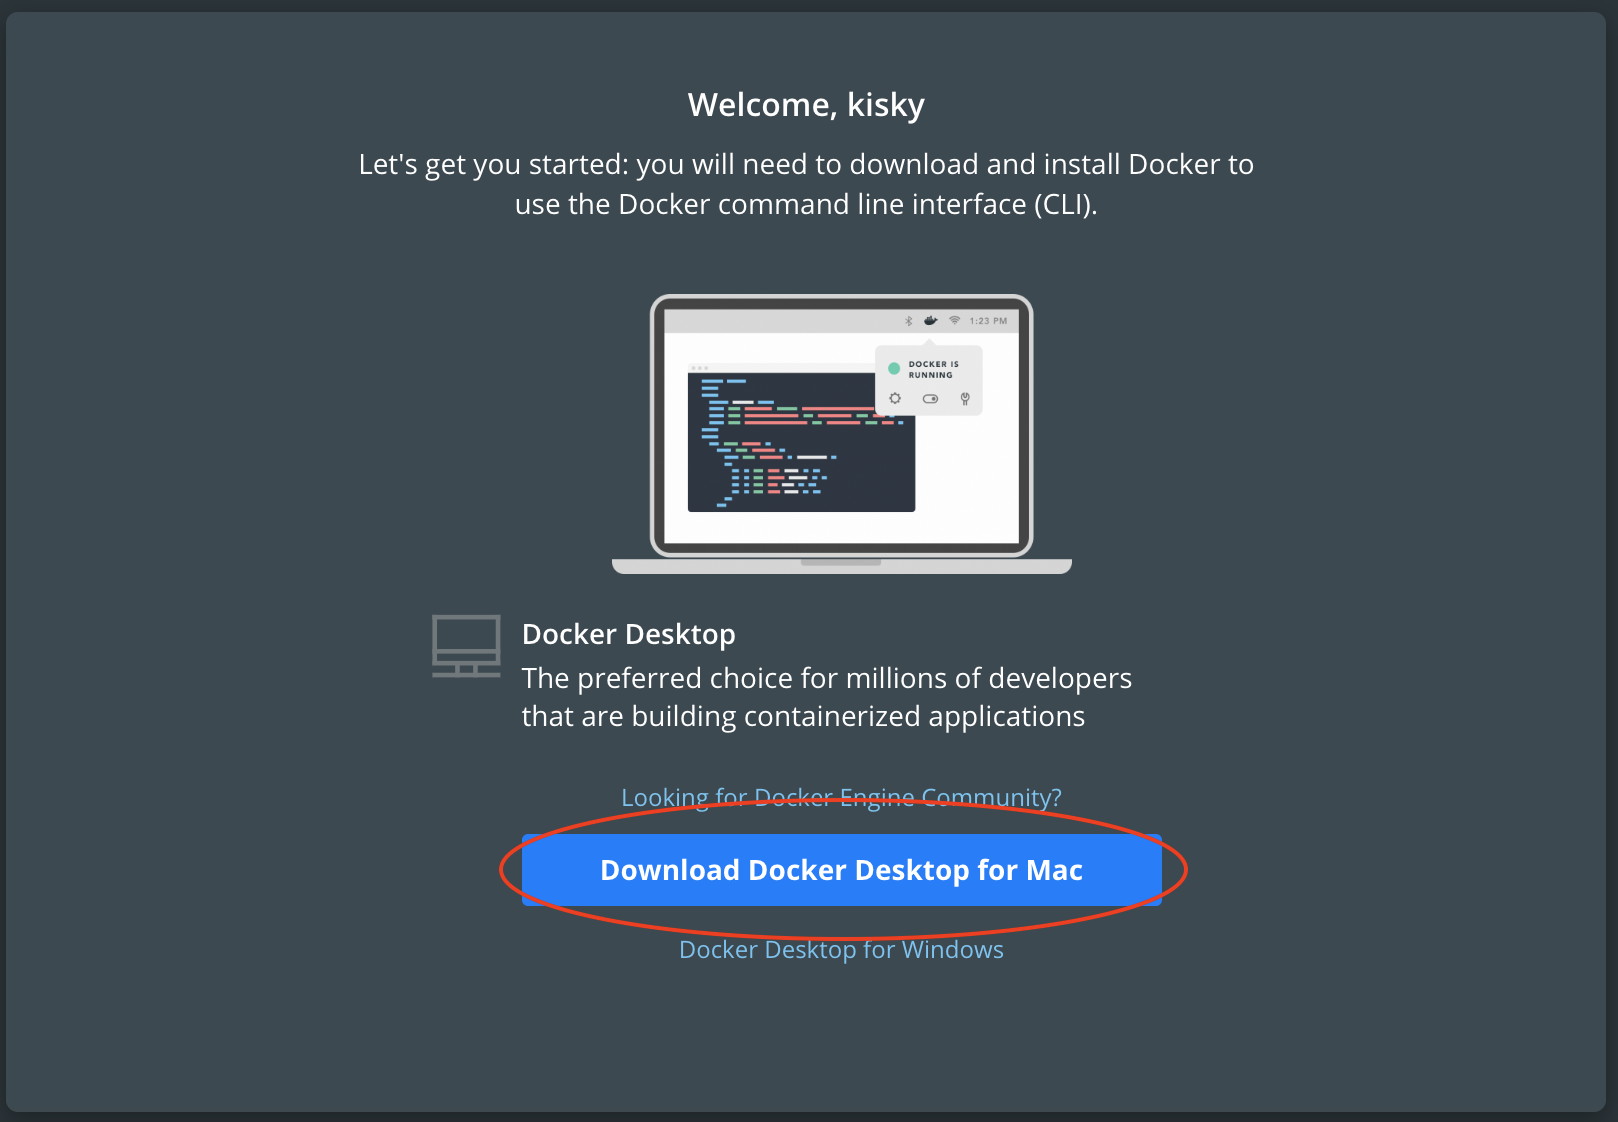 Welcome, kisky
Let's get you started: you will need to download and install Docker to
use the Docker command line interface (CLI).
1:23 PM
DOCKER IS
RUNNING
Docker Desktop
The preferred choice for millions of developers
that are building containerized applications
Looking for Docker Engine Community?
Download Docker Desktop for Mac
Docker Desktop for Windows